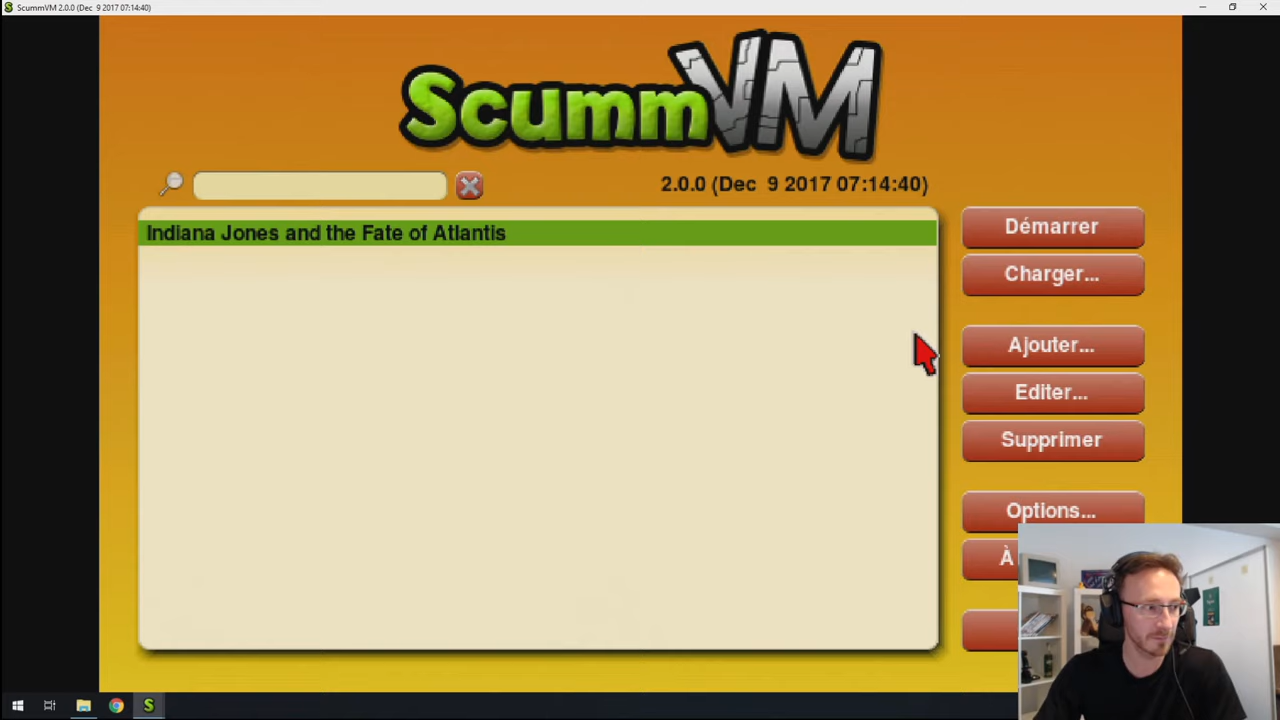 ScummVM 2.0.0 (Dec 9 2017 07:14:40)
ScummVM
2.0.0 (Dec 9 2017 07:14:40)
Indiana Jones and the Fate of Atlantis
Démarrer
Charger...
Ajouter...
Editer...
Supprimer
Options...
À